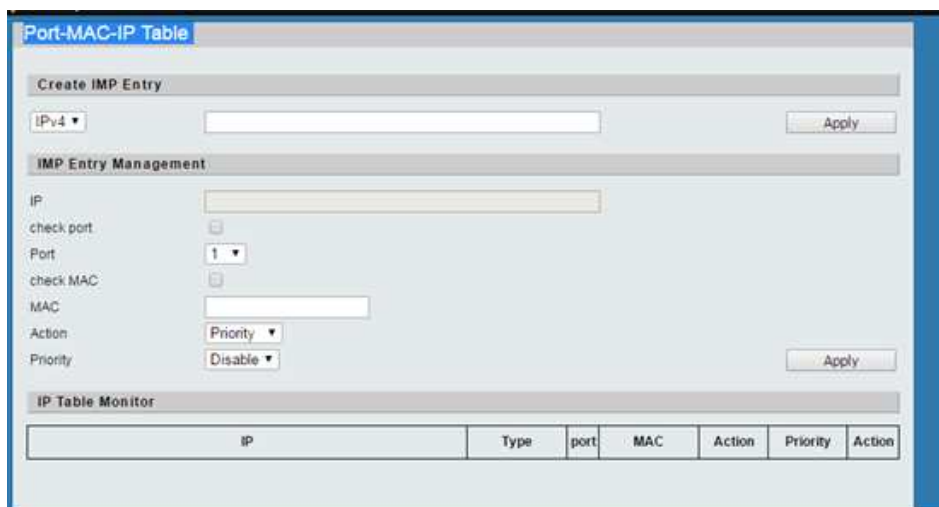 Port-MAC-IP Table
Create IMP Entry
IPv4 Apply
IMP Entry Management
IP
check port
Port 1
check MAC
MAC
Action Priority
Priority Disable Apply
IP Table Monitor
IP Type port MAC Action Priority Action